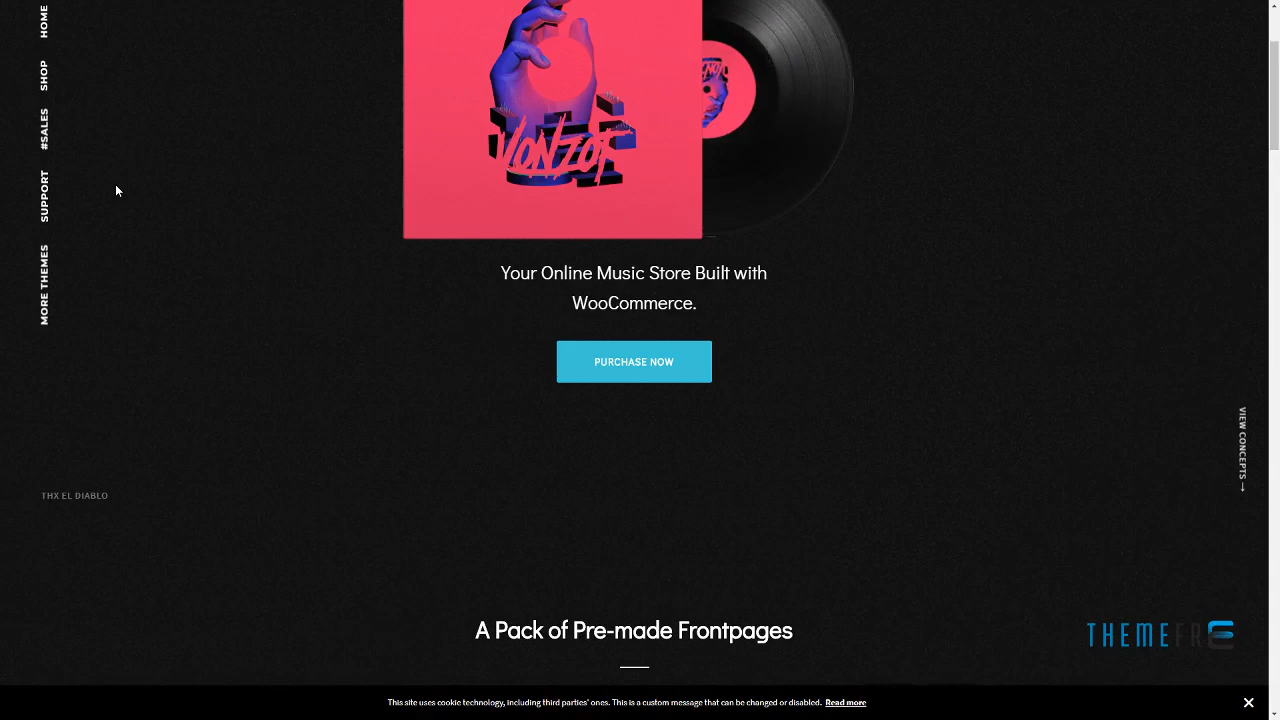 HOME
SHOP
#SALES
SUPPORT
MORE THEMES
VONZOT
Your Online Music Store Built with
WooCommerce.
PURCHASE NOW
VIEW CONCEPTS →
THX EL DIABLO
A Pack of Pre-made Frontpages
THEMEFRE
This site uses cookie technology, including third parties' ones. This is a custom message that can be changed or disabled. Read more